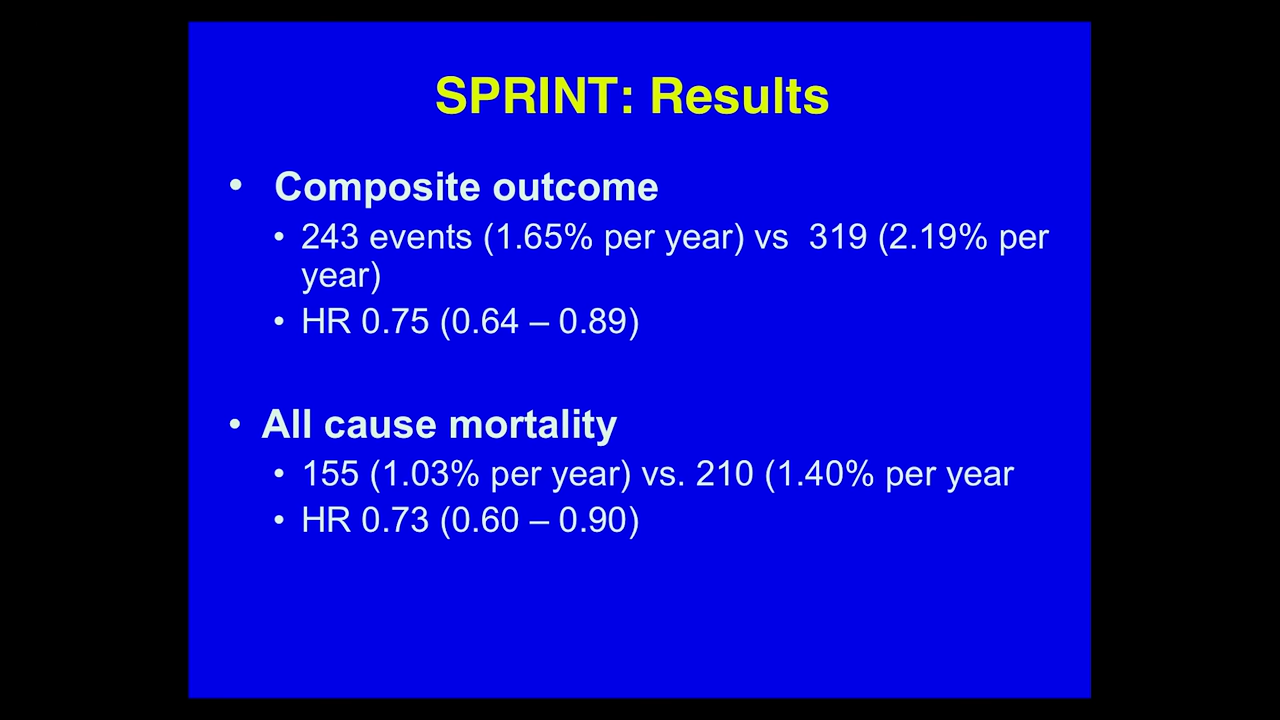 SPRINT: Results
• Composite outcome
• 243 events (1.65% per year) vs 319 (2.19% per
year)
• HR 0.75 (0.64 – 0.89)
• All cause mortality
• 155 (1.03% per year) vs. 210 (1.40% per year
• HR 0.73 (0.60 – 0.90)